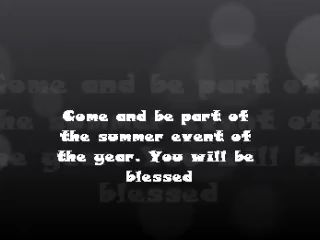 Come and be part of
the summer event of
the year. You will be
blessed